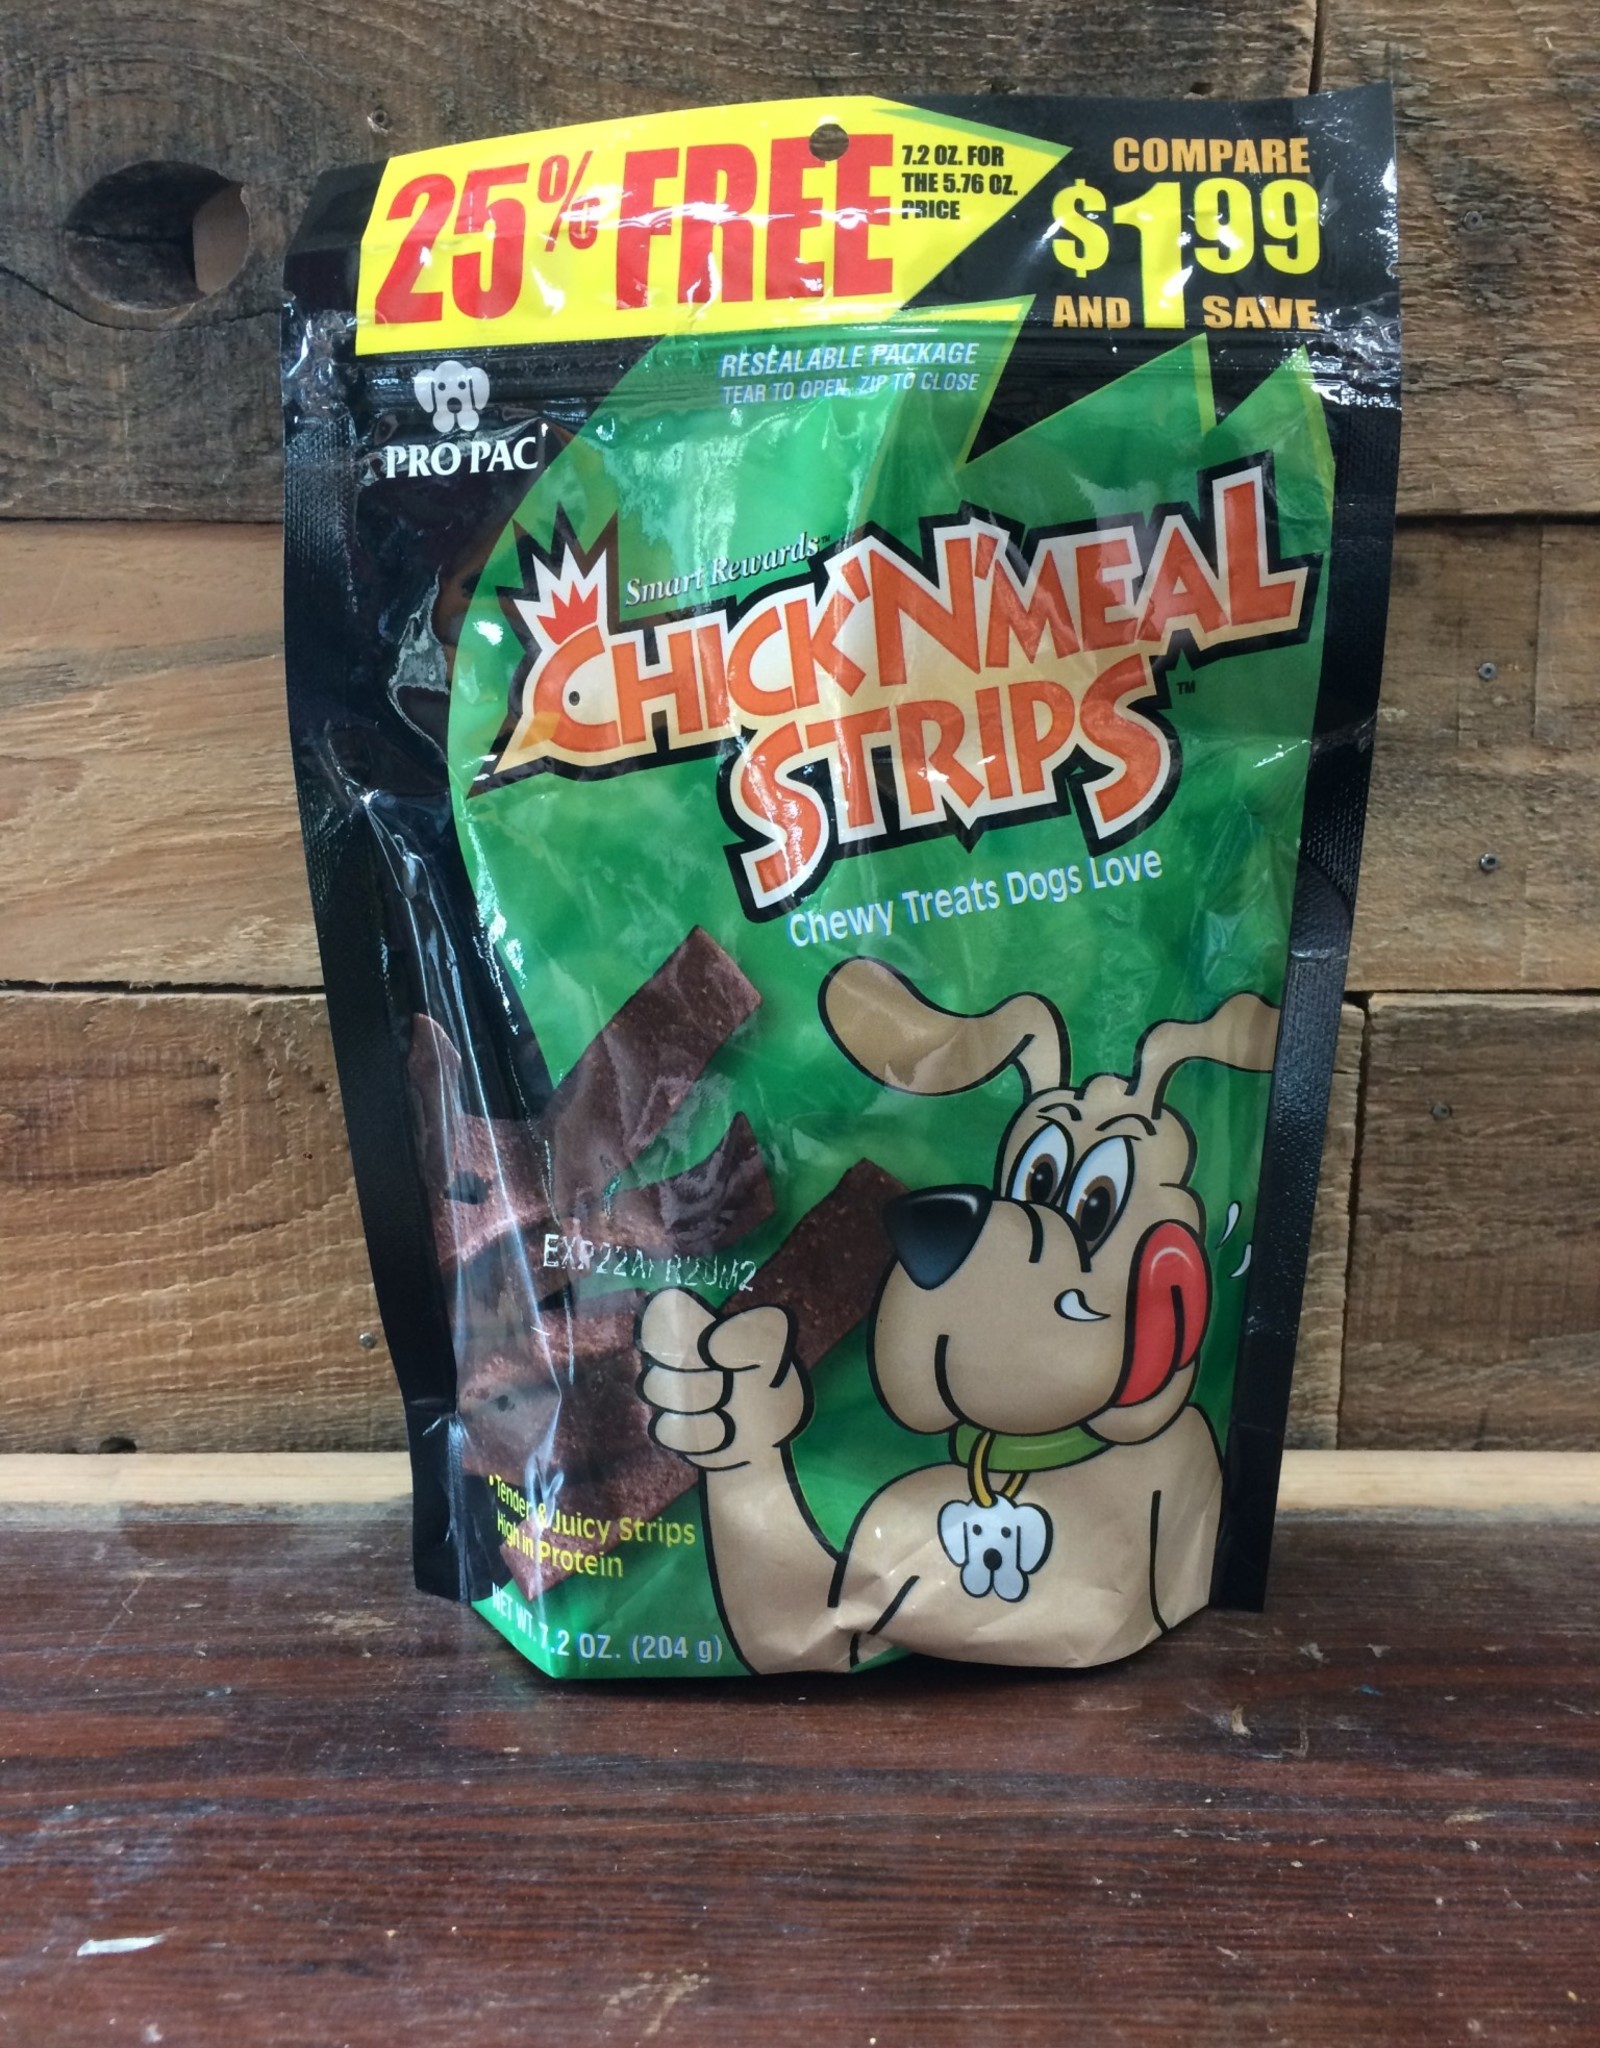 25% FREE
7.2 OZ. FOR
THE 5.76 OZ.
PRICE
COMPARE
$1.99
AND SAVE
RESEALABLE PACKAGE
TEAR TO OPEN, ZIP TO CLOSE
PRO PAC
Smart Rewards™
CHICK'N'MEAL
STRIPS™
Chewy Treats Dogs Love
• Tender & Juicy Strips
High in Protein
NET WT. 7.2 OZ. (204 g)